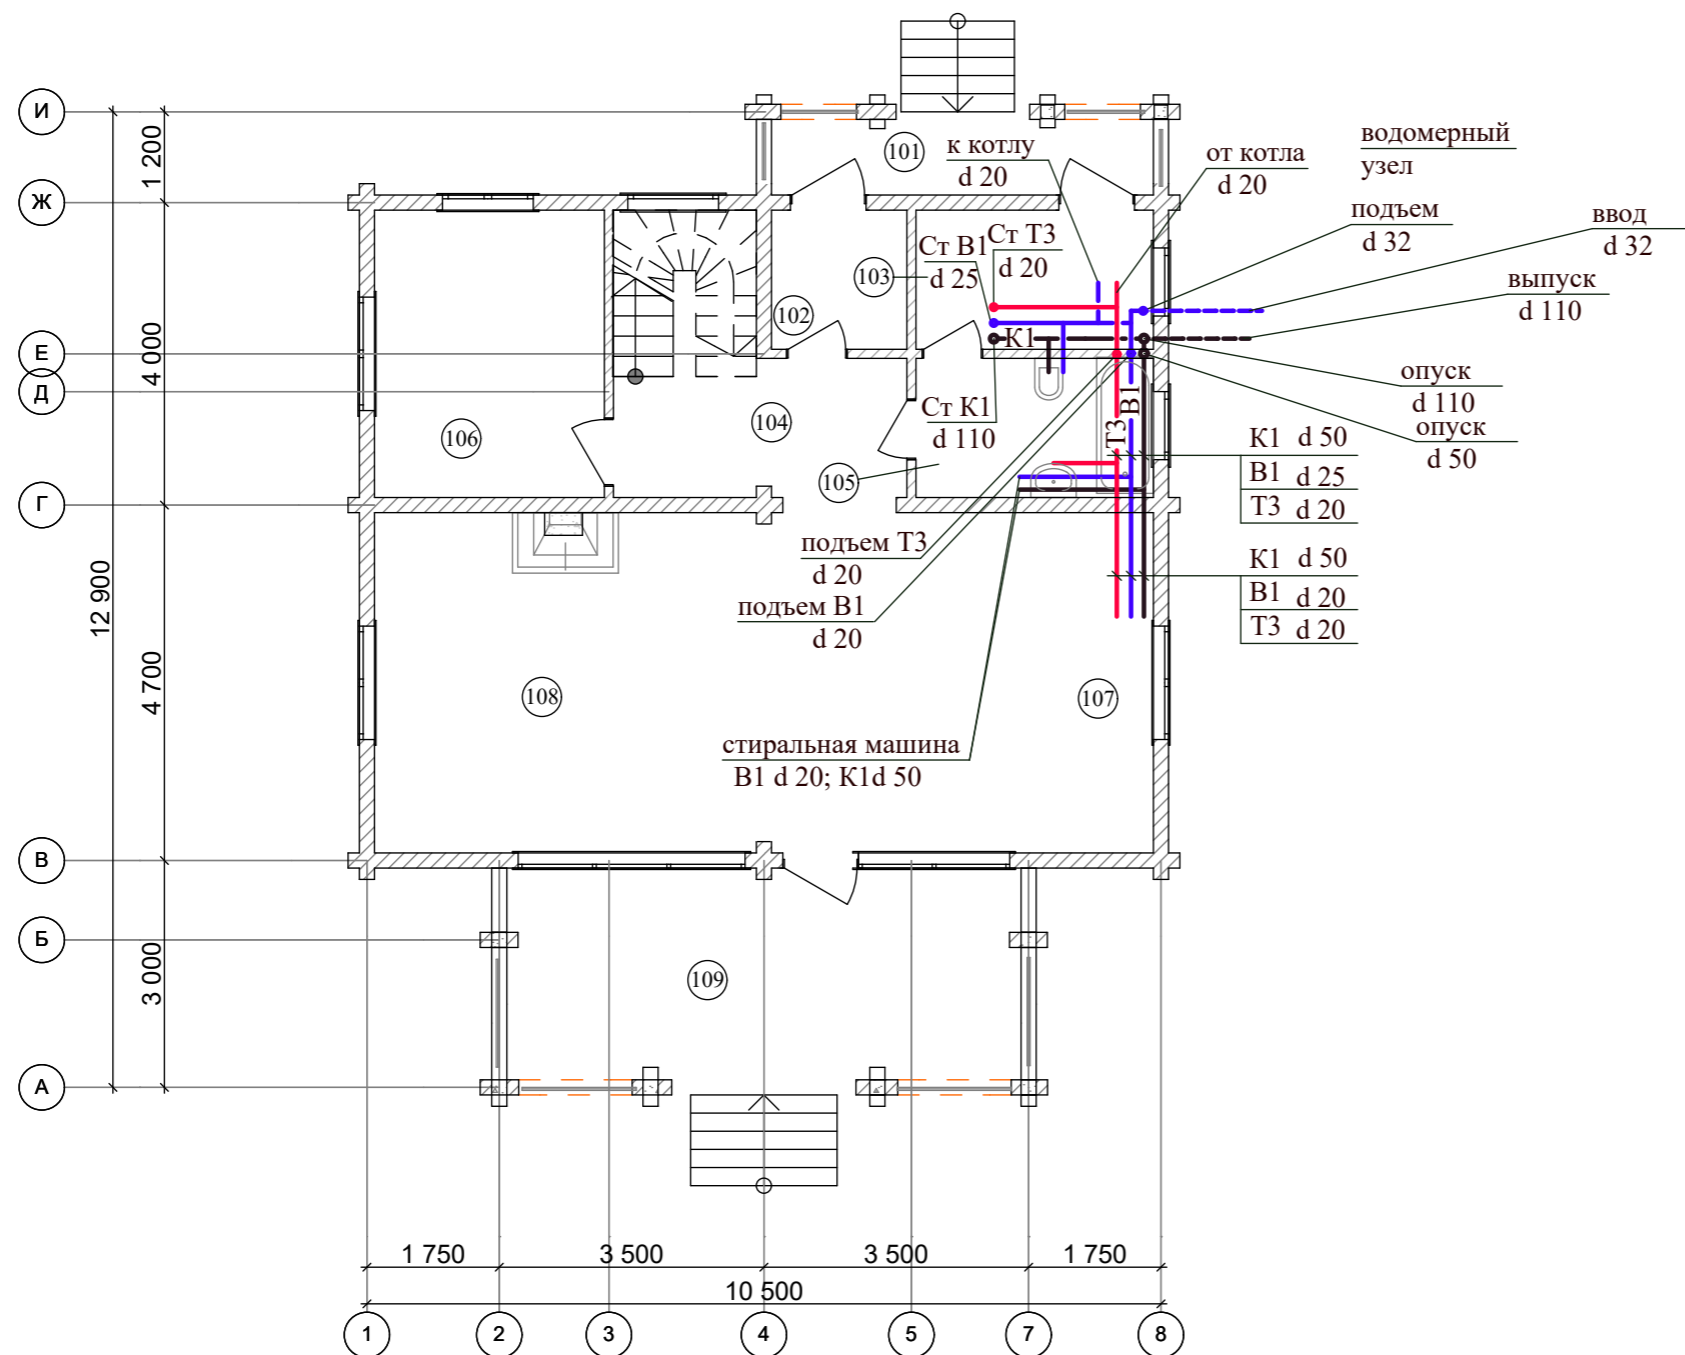 И
Ж
Е
Д
Г
В
Б
А
1 200
4 000
4 700
3 000
12 900
101
102
103
104
105
106
107
108
109
к котлу
d 20
от котла
d 20
водомерный
узел
подъем
d 32
ввод
d 32
выпуск
d 110
Ст В1
d 25
Ст Т3
d 20
К1
Ст К1
d 110
В1
Т3
опуск
d 110
опуск
d 50
К1 d 50
В1 d 25
Т3 d 20
К1 d 50
В1 d 20
Т3 d 20
подъем Т3
d 20
подъем В1
d 20
стиральная машина
В1 d 20; К1d 50
1 750
3 500
3 500
1 750
10 500
1
2
3
4
5
7
8